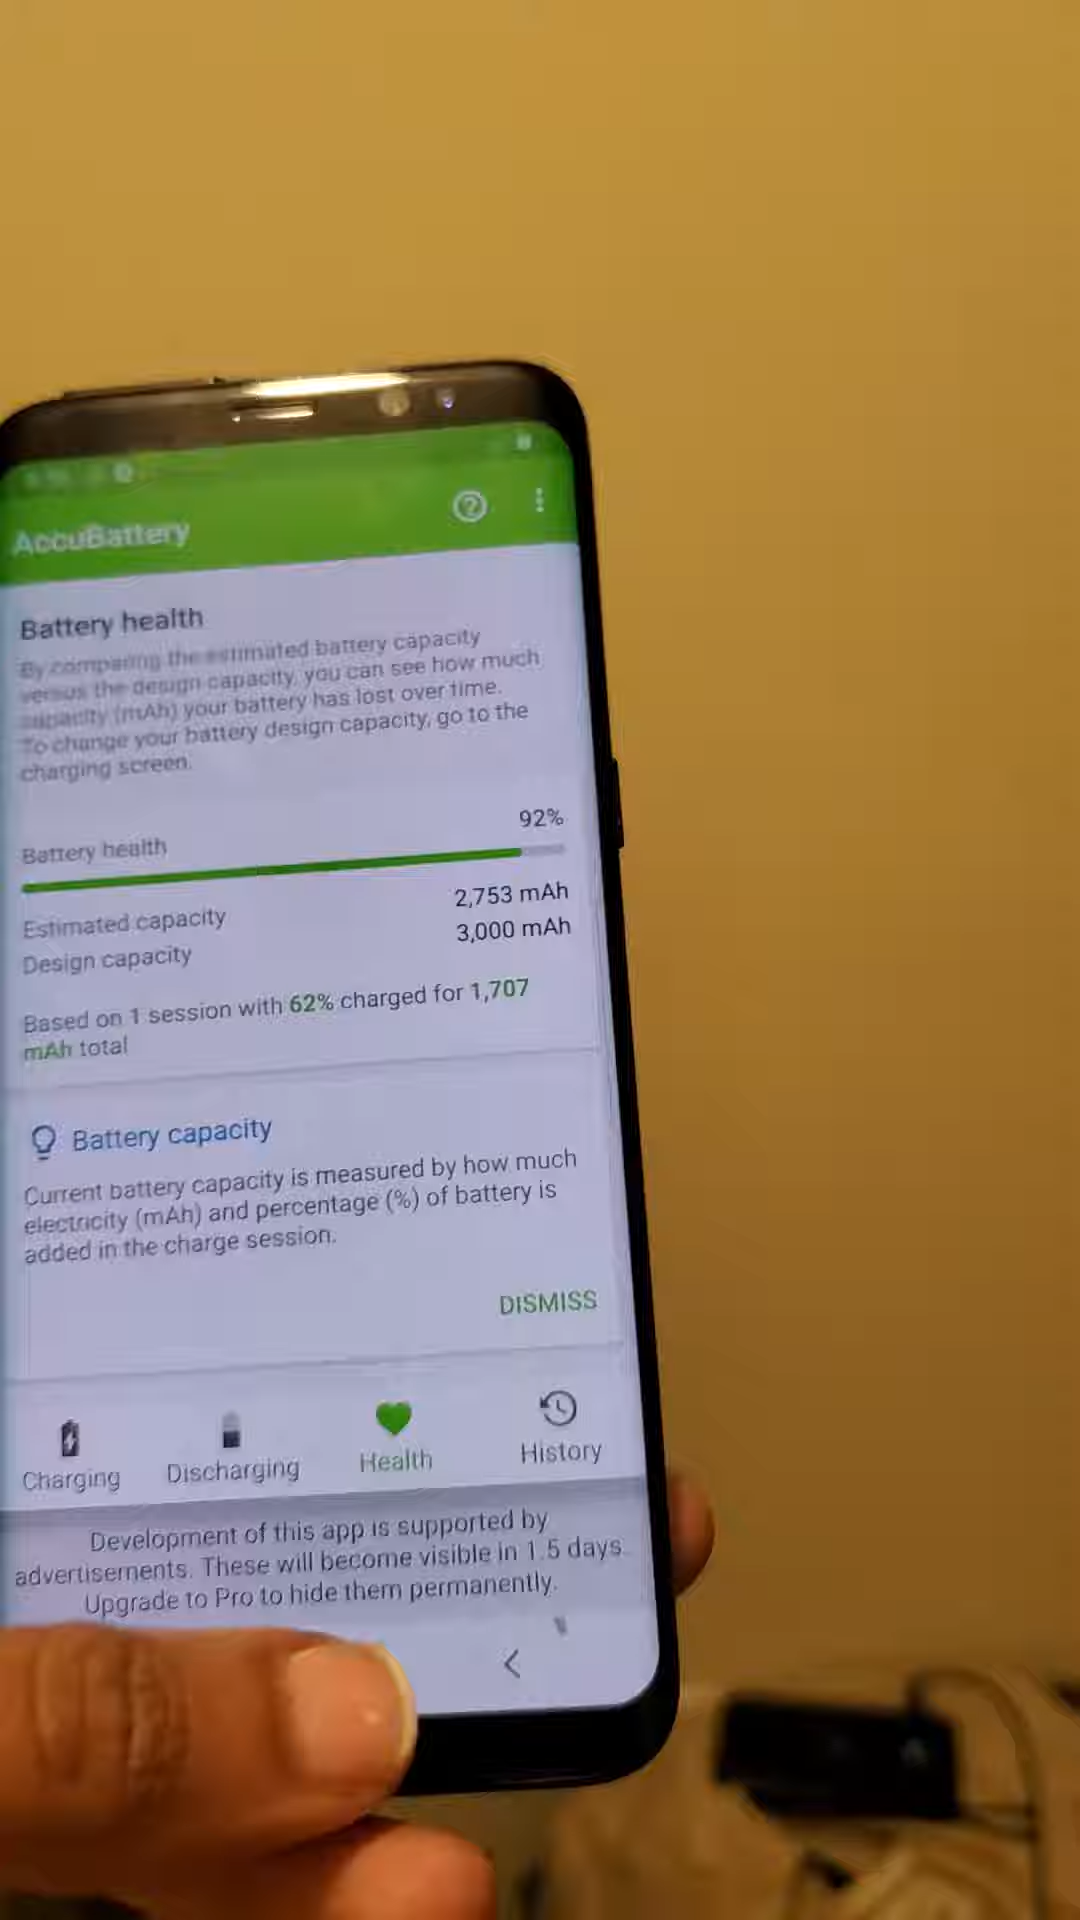 AccuBattery
Battery health
By comparing the estimated battery capacity
versus the design capacity, you can see how much
capacity (mAh) your battery has lost over time.
To change your battery design capacity, go to the
charging screen.
92%
Battery health
Estimated capacity 2,753 mAh
Design capacity 3,000 mAh
Based on 1 session with 62% charged for 1,707
mAh total
Battery capacity
Current battery capacity is measured by how much
electricity (mAh) and percentage (%) of battery is
added in the charge session.
DISMISS
Charging Discharging Health History
Development of this app is supported by
advertisements. These will become visible in 1.5 days.
Upgrade to Pro to hide them permanently.